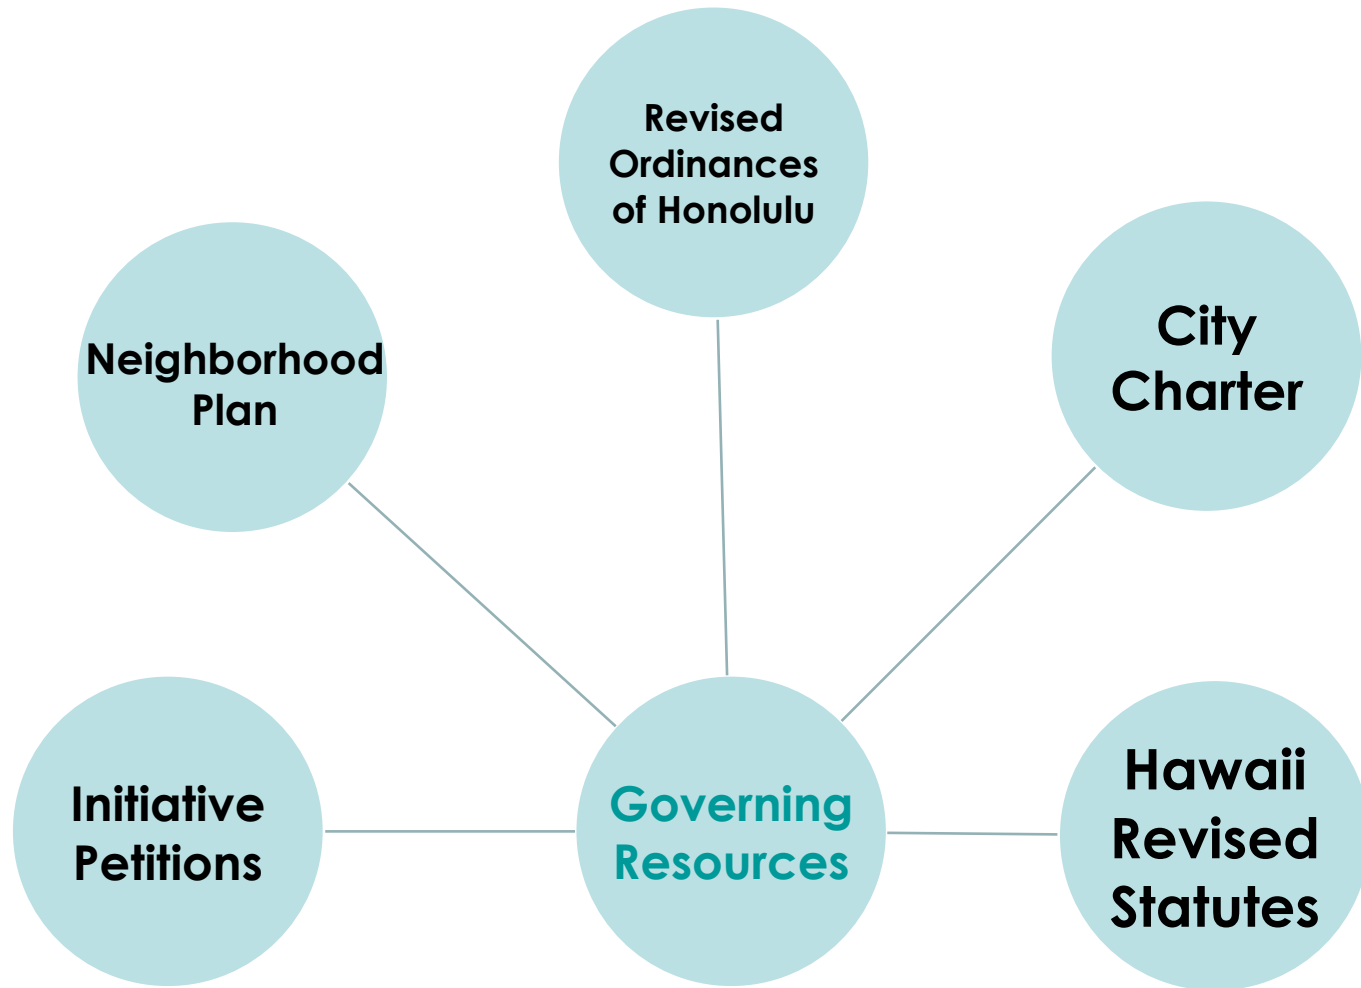 Revised
Ordinances
of Honolulu
City
Charter
Neighborhood
Plan
Hawaii
Revised
Statutes
Initiative
Petitions
Governing
Resources